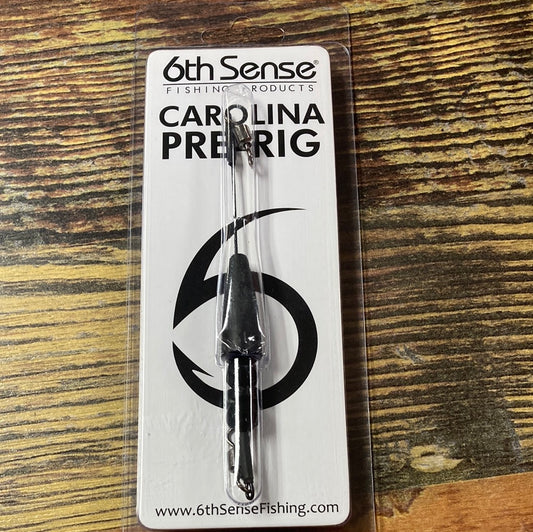 6th Sense®
FISHING PRODUCTS
CAROLINA
PRE-RIG
www.6thSenseFishing.com